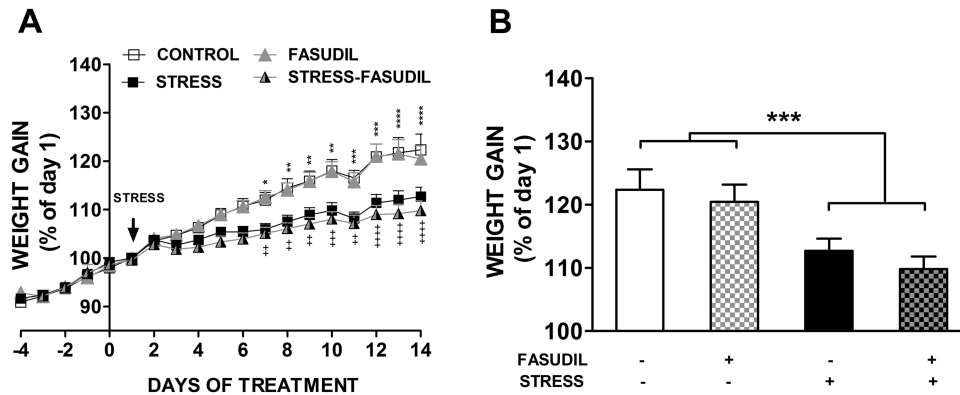 A
CONTROL FASUDIL
STRESS STRESS-FASUDIL
WEIGHT GAIN
(% of day 1)
140
130
120
110
100
90
STRESS
* ** ** ** *** *** **** ****
‡ ‡‡ ‡‡ ‡‡‡ ‡‡ ‡‡‡‡ ‡‡‡‡ ‡‡‡‡
-4 -2 0 2 4 6 8 10 12 14
DAYS OF TREATMENT
B
WEIGHT GAIN
(% of day 1)
140
130
120
110
100
***
FASUDIL - + - +
STRESS - - + +